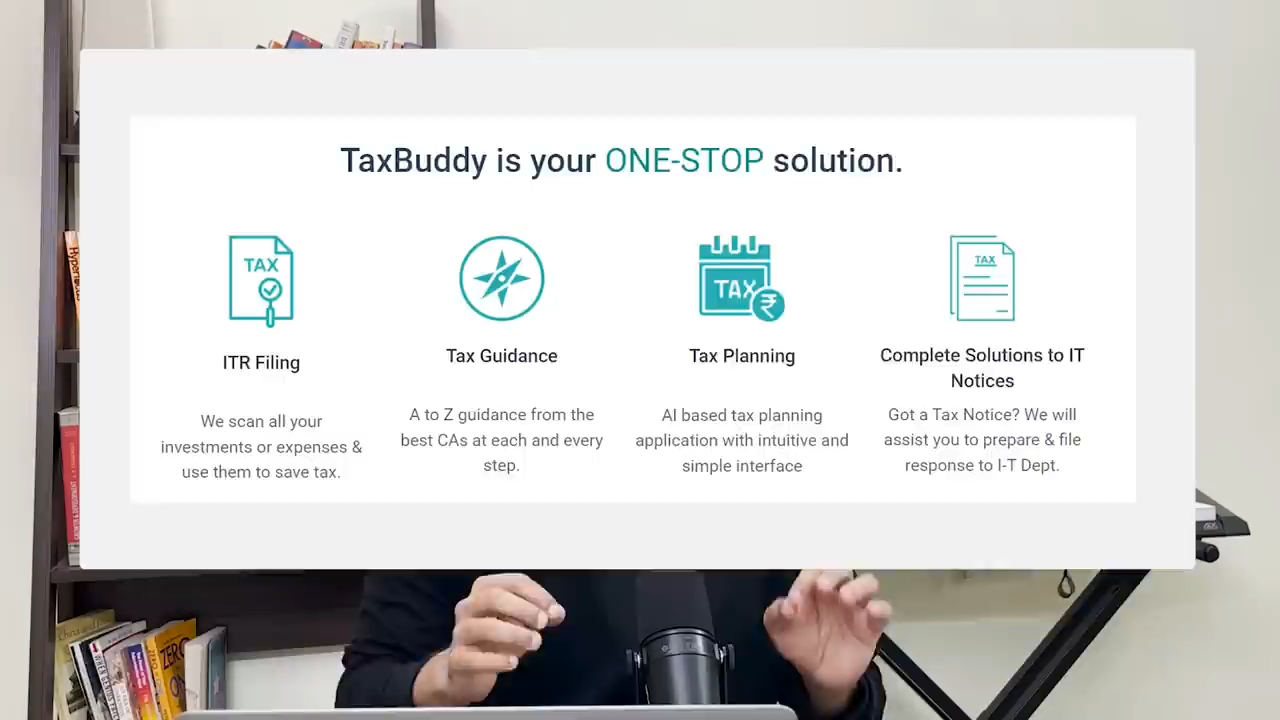 TaxBuddy is your ONE-STOP solution.
TAX
TAX
TAX
ITR Filing
Tax Guidance
Tax Planning
Complete Solutions to IT
Notices
We scan all your
investments or expenses &
use them to save tax.
A to Z guidance from the
best CAs at each and every
step.
AI based tax planning
application with intuitive and
simple interface
Got a Tax Notice? We will
assist you to prepare & file
response to I-T Dept.
China and
ZERO